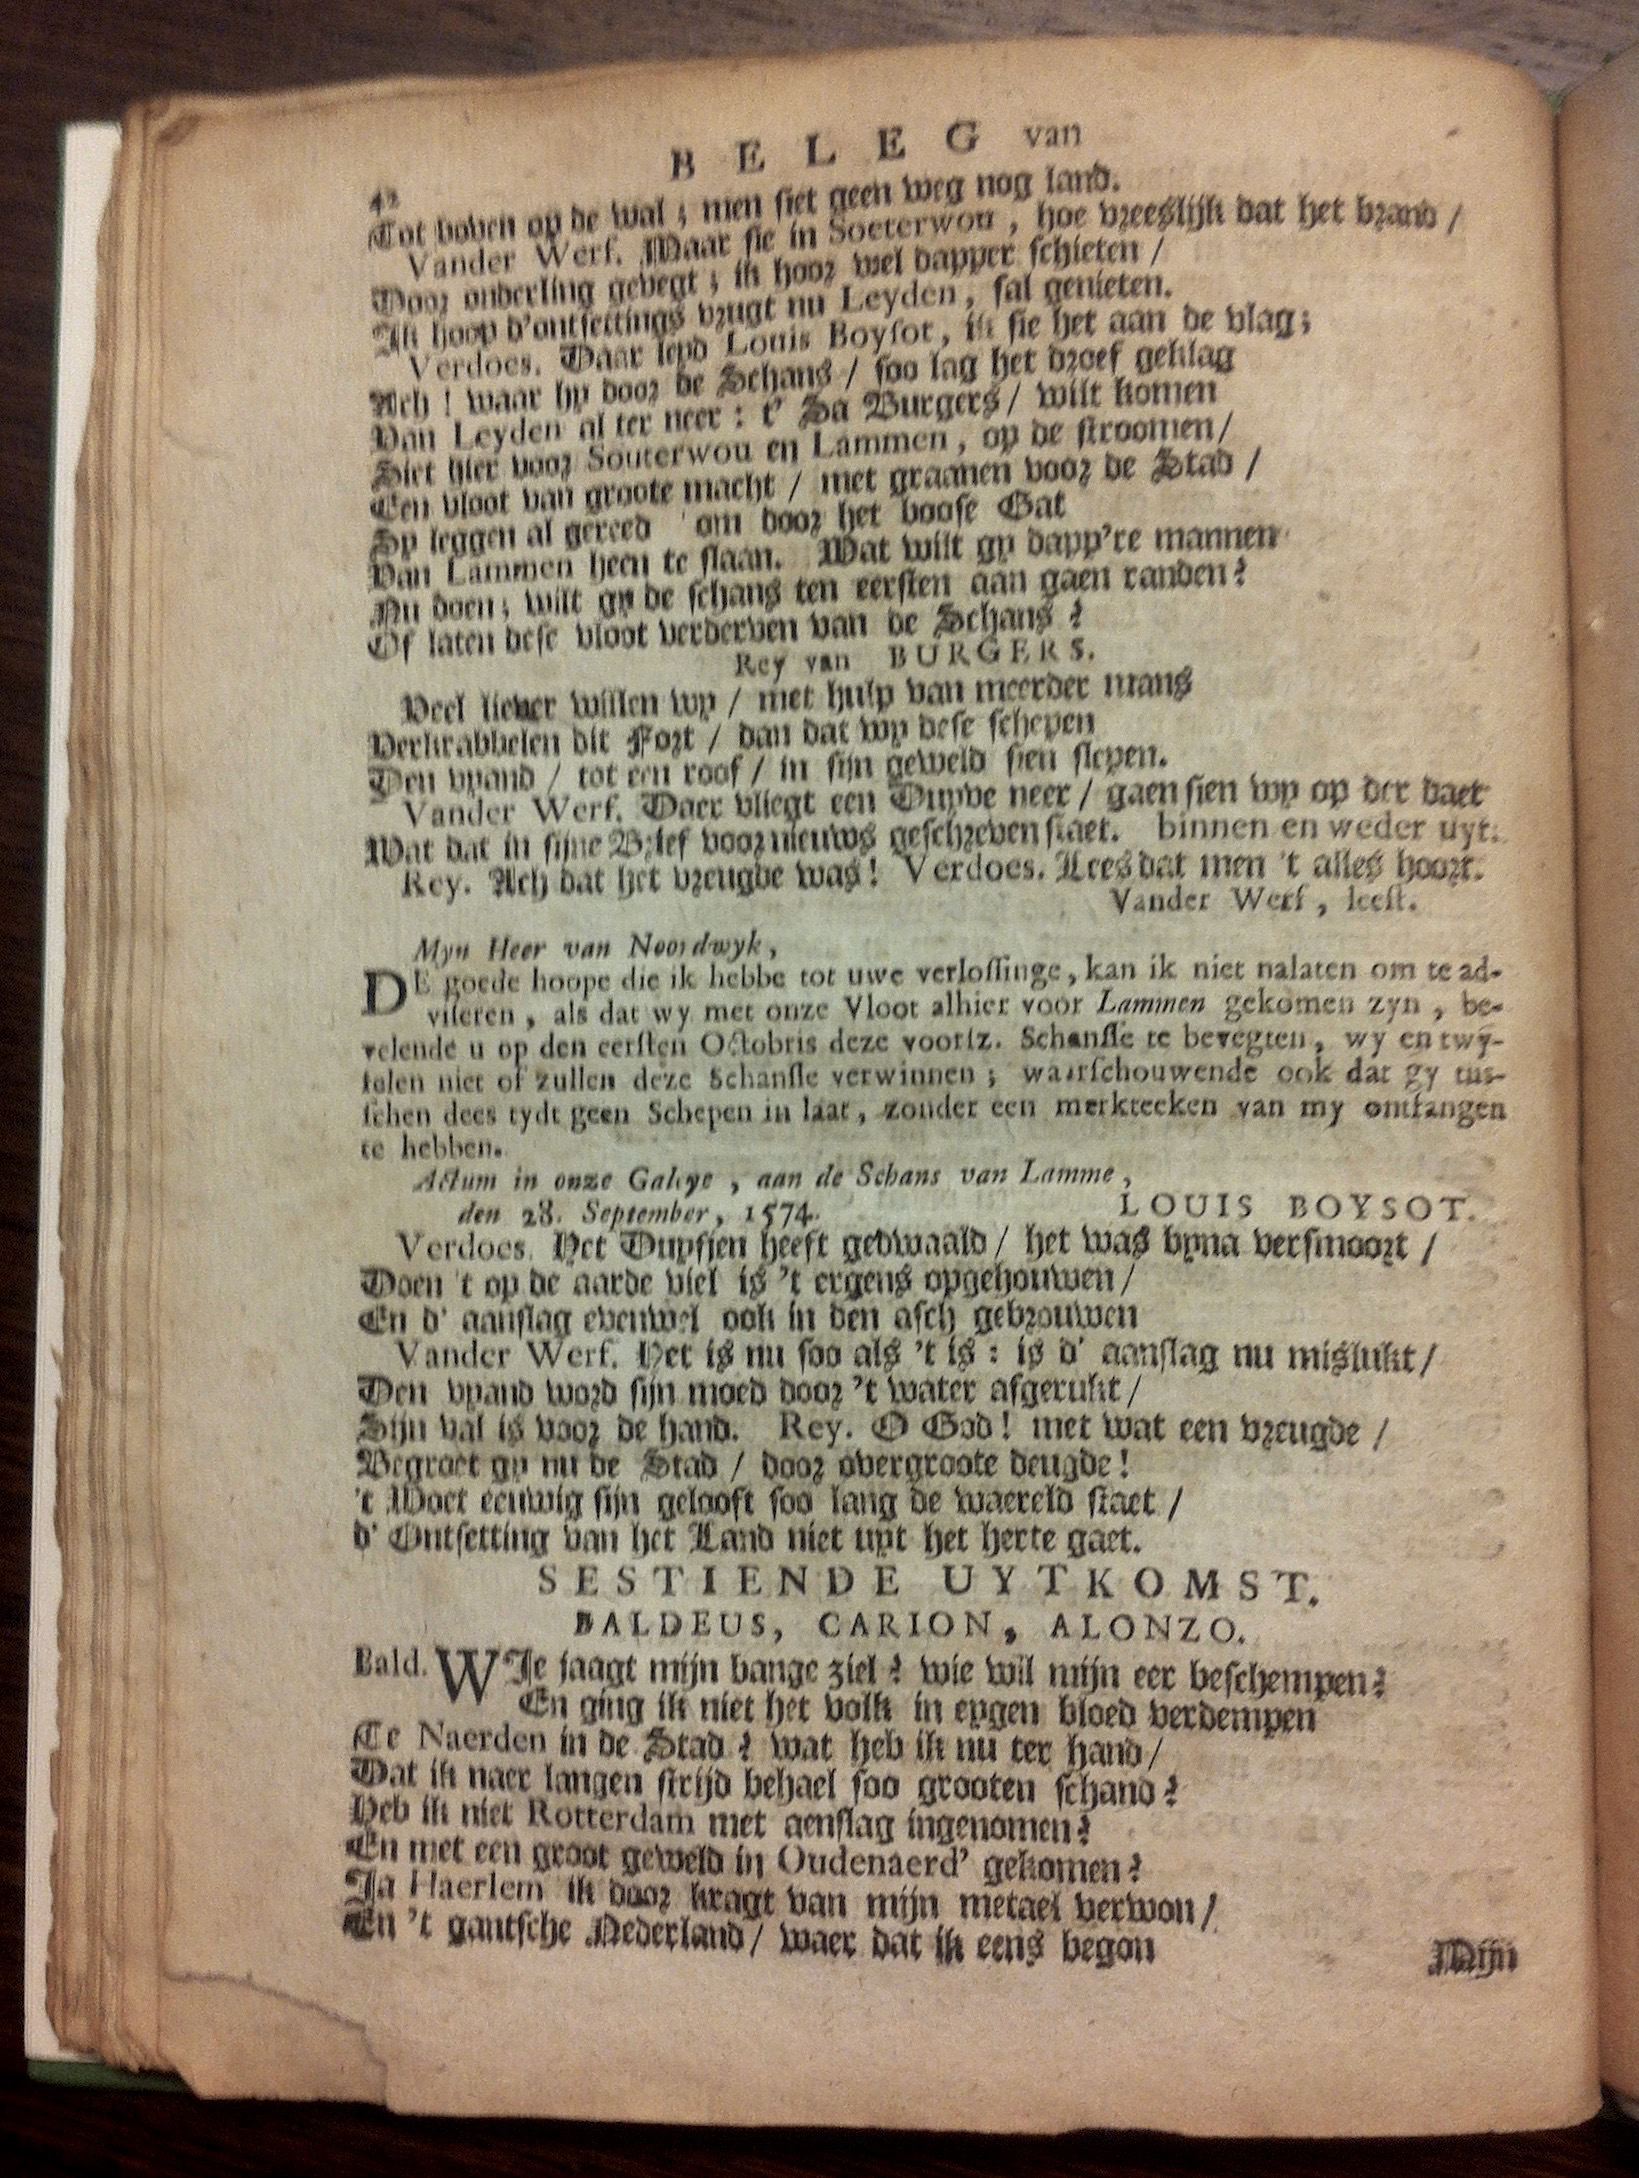 42
BELEG van
Tot boven op de wal ; men siet geen weg nog land.
Vander Werf. Maar sie in Soeterwou , hoe vreeslijk dat het brand /
Door onderling gevegt ; ik hoor wel dapper schieten /
Ik hoop d'ontsettings vrugt nu Leyden, sal genieten.
Verdoes. Daar leyd Louis Boysot, ik sie het aan de vlag;
Ach ! waar hy door de Schans / soo lag het droef geklag
Van Leyden al ter neer : t' Sa Burgers / wilt komen
Siet hier voor Souterwou en Lammen, op de stroomen /
Een vloot van groote macht / met graanen voor de Stad /
Sy leggen al gereed om door het boose Gat
Van Lammen heen te slaan. Wat wilt gy dapp're mannen
Nu doen; wilt gy de schans ten eersten aan gaen randen?
Of laten dese vloot verderven van de Schans ?
Rey van BURGERS.
Veel liever willen wy / met hulp van meerder mans
Verkrabbelen dit Fort / dan dat wy dese schepen
Den vyand / tot een roof / in sijn geweld sien slepen.
Vander Werf. Daer vliegt een Duyve neer / gaen sien wy op der daet
Wat dat in sijne Brief voor nieuws geschreven staet. binnen en weder uyt.
Rey. Ach dat het vreugde was! Verdoes. Lees dat men 't alles hoort.
Vander Werf, leest.
Myn Heer van Noordwyk,
DE goede hoope die ik hebbe tot uwe verlossinge, kan ik niet nalaten om te ad-
viseren, als dat wy met onze Vloot alhier voor Lammen gekomen zyn, be-
velende u op den eersten Octobris deze voorsz. Schansse te bevegten, wy en twy-
felen niet of zullen deze Schansse verwinnen ; waarschouwende ook dat gy tus-
schen dees tydt geen Schepen in laat, zonder een merkteeken van my ontfangen
te hebben.
Actum in onze Galeye, aan de Schans van Lamme,
den 28. September, 1574. LOUIS BOYSOT.
Verdoes. Het Duyfjen heeft gedwaald / het was byna versmoort /
Doen 't op de aarde viel is 't ergens opgehouwen /
En d' aanslag evenwel ook in den asch gebrouwen
Vander Werf. Het is nu soo als 't is : is d' aanslag nu mislukt /
Den vyand word sijn moed door 't water afgerukt /
Sijn val is voor de hand. Rey. O God! met wat een vreugde /
Begroet gy nu de Stad / door overgroote deugde!
't Moet eeuwig sijn gelooft soo lang de waereld staet /
d' Ontsetting van het Land niet uyt het herte gaet.
SESTIENDE UYTKOMST.
BALDEUS, CARION, ALONZO.
Bald. WIe jaagt mijn bange ziel ? wie wil mijn eer beschempen?
En ging ik niet het volk in eygen bloed verdempen
Te Naerden in de Stad ? wat heb ik nu ter hand /
Dat ik naer langen strijd behael soo grooten schand ?
Heb ik niet Rotterdam met aenslag ingenomen?
En met een groot geweld in Oudenaerd' gekomen?
Ja Haerlem ik door kragt van mijn metael verwon /
En 't gantsche Nederland / waer dat ik eens begon
Mijn